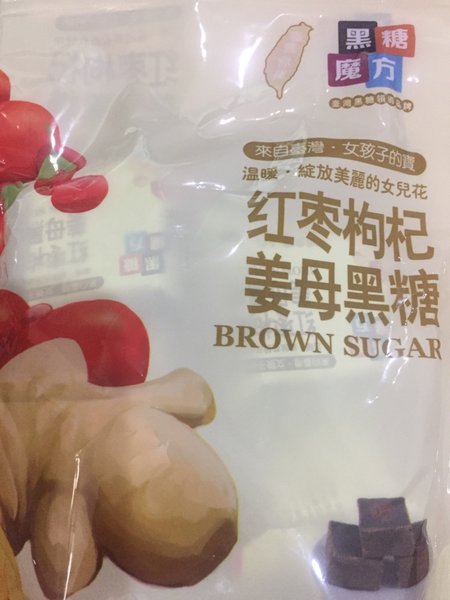 黑糖
魔方
來自臺灣·女孩子的寶
溫暖·綻放美麗的女兒花
红枣枸杞
姜母黑糖
BROWN SUGAR